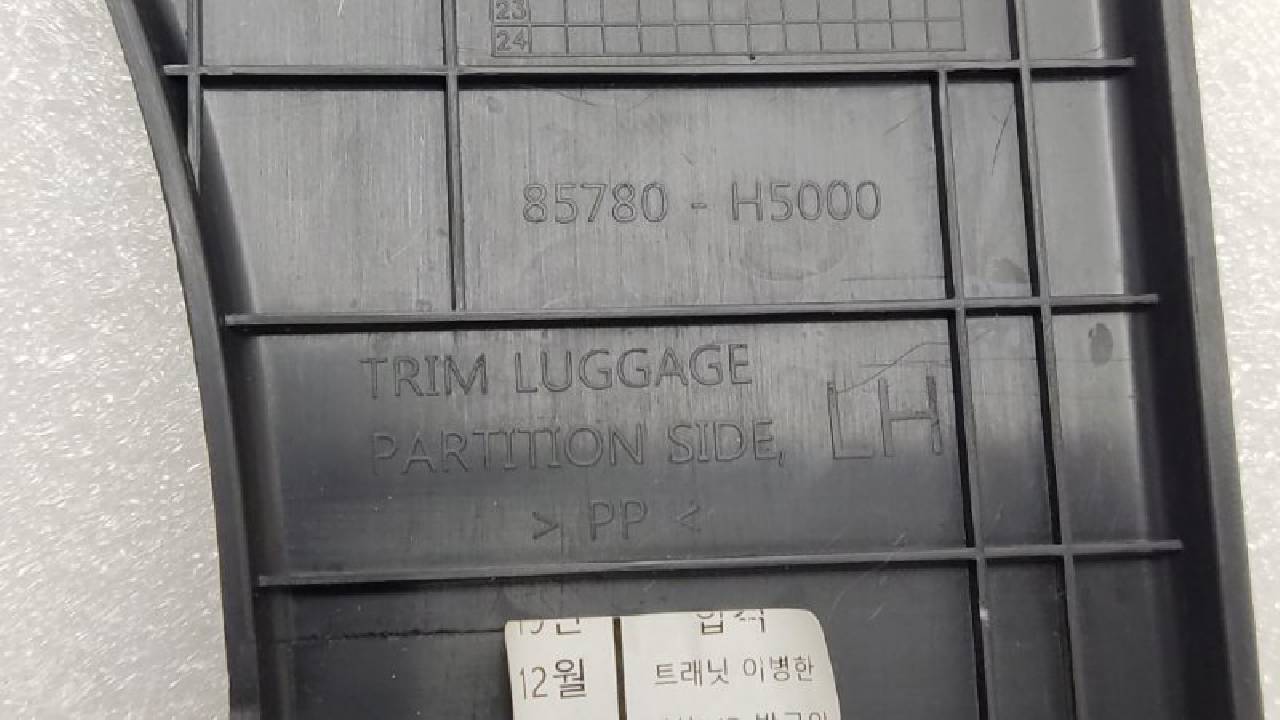 23
24
85780 - H5000
TRIM LUGGAGE
PARTITION SIDE, LH
> PP <
12월
트래닛 이병한